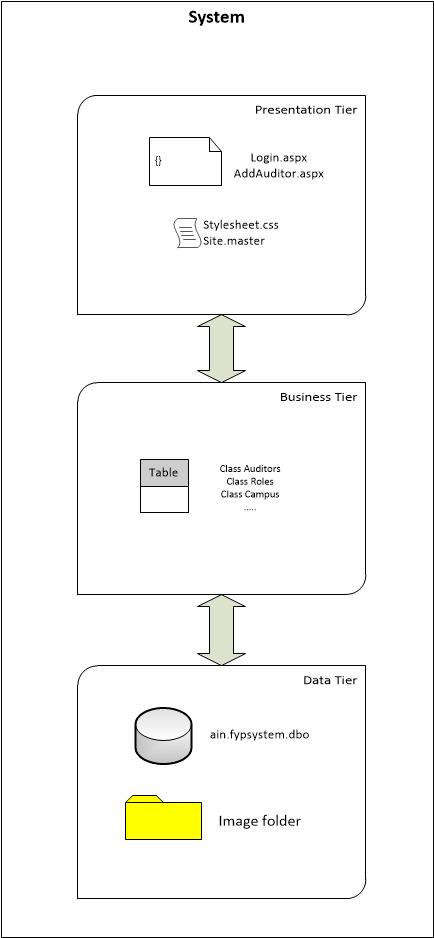 System
Presentation Tier
{}
Login.aspx
AddAuditor.aspx
Stylesheet.css
Site.master
Business Tier
Table
Class Auditors
Class Roles
Class Campus
.....
Data Tier
ain.fypsystem.dbo
Image folder